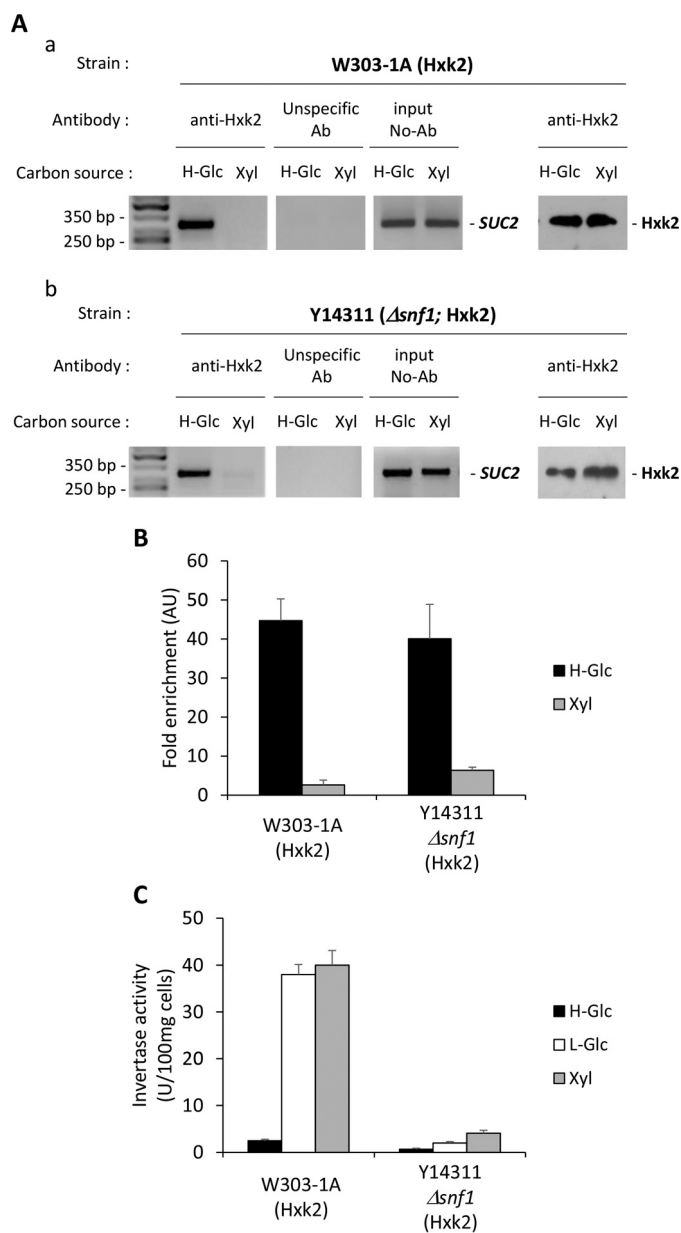 A
a
Strain : W303-1A (Hxk2)
Antibody : anti-Hxk2 Unspecific Ab input No-Ab anti-Hxk2
Carbon source : H-Glc Xyl H-Glc Xyl H-Glc Xyl H-Glc Xyl
350 bp -
250 bp -
- SUC2 - Hxk2
b
Strain : Y14311 (Δsnf1; Hxk2)
Antibody : anti-Hxk2 Unspecific Ab input No-Ab anti-Hxk2
Carbon source : H-Glc Xyl H-Glc Xyl H-Glc Xyl H-Glc Xyl
350 bp -
250 bp -
- SUC2 - Hxk2
B
Fold enrichment (AU)
60
50
40
30
20
10
0
H-Glc
Xyl
W303-1A
(Hxk2)
Y14311
Δsnf1
(Hxk2)
C
Invertase activity
(U/100mg cells)
50
40
30
20
10
0
H-Glc
L-Glc
Xyl
W303-1A
(Hxk2)
Y14311
Δsnf1
(Hxk2)